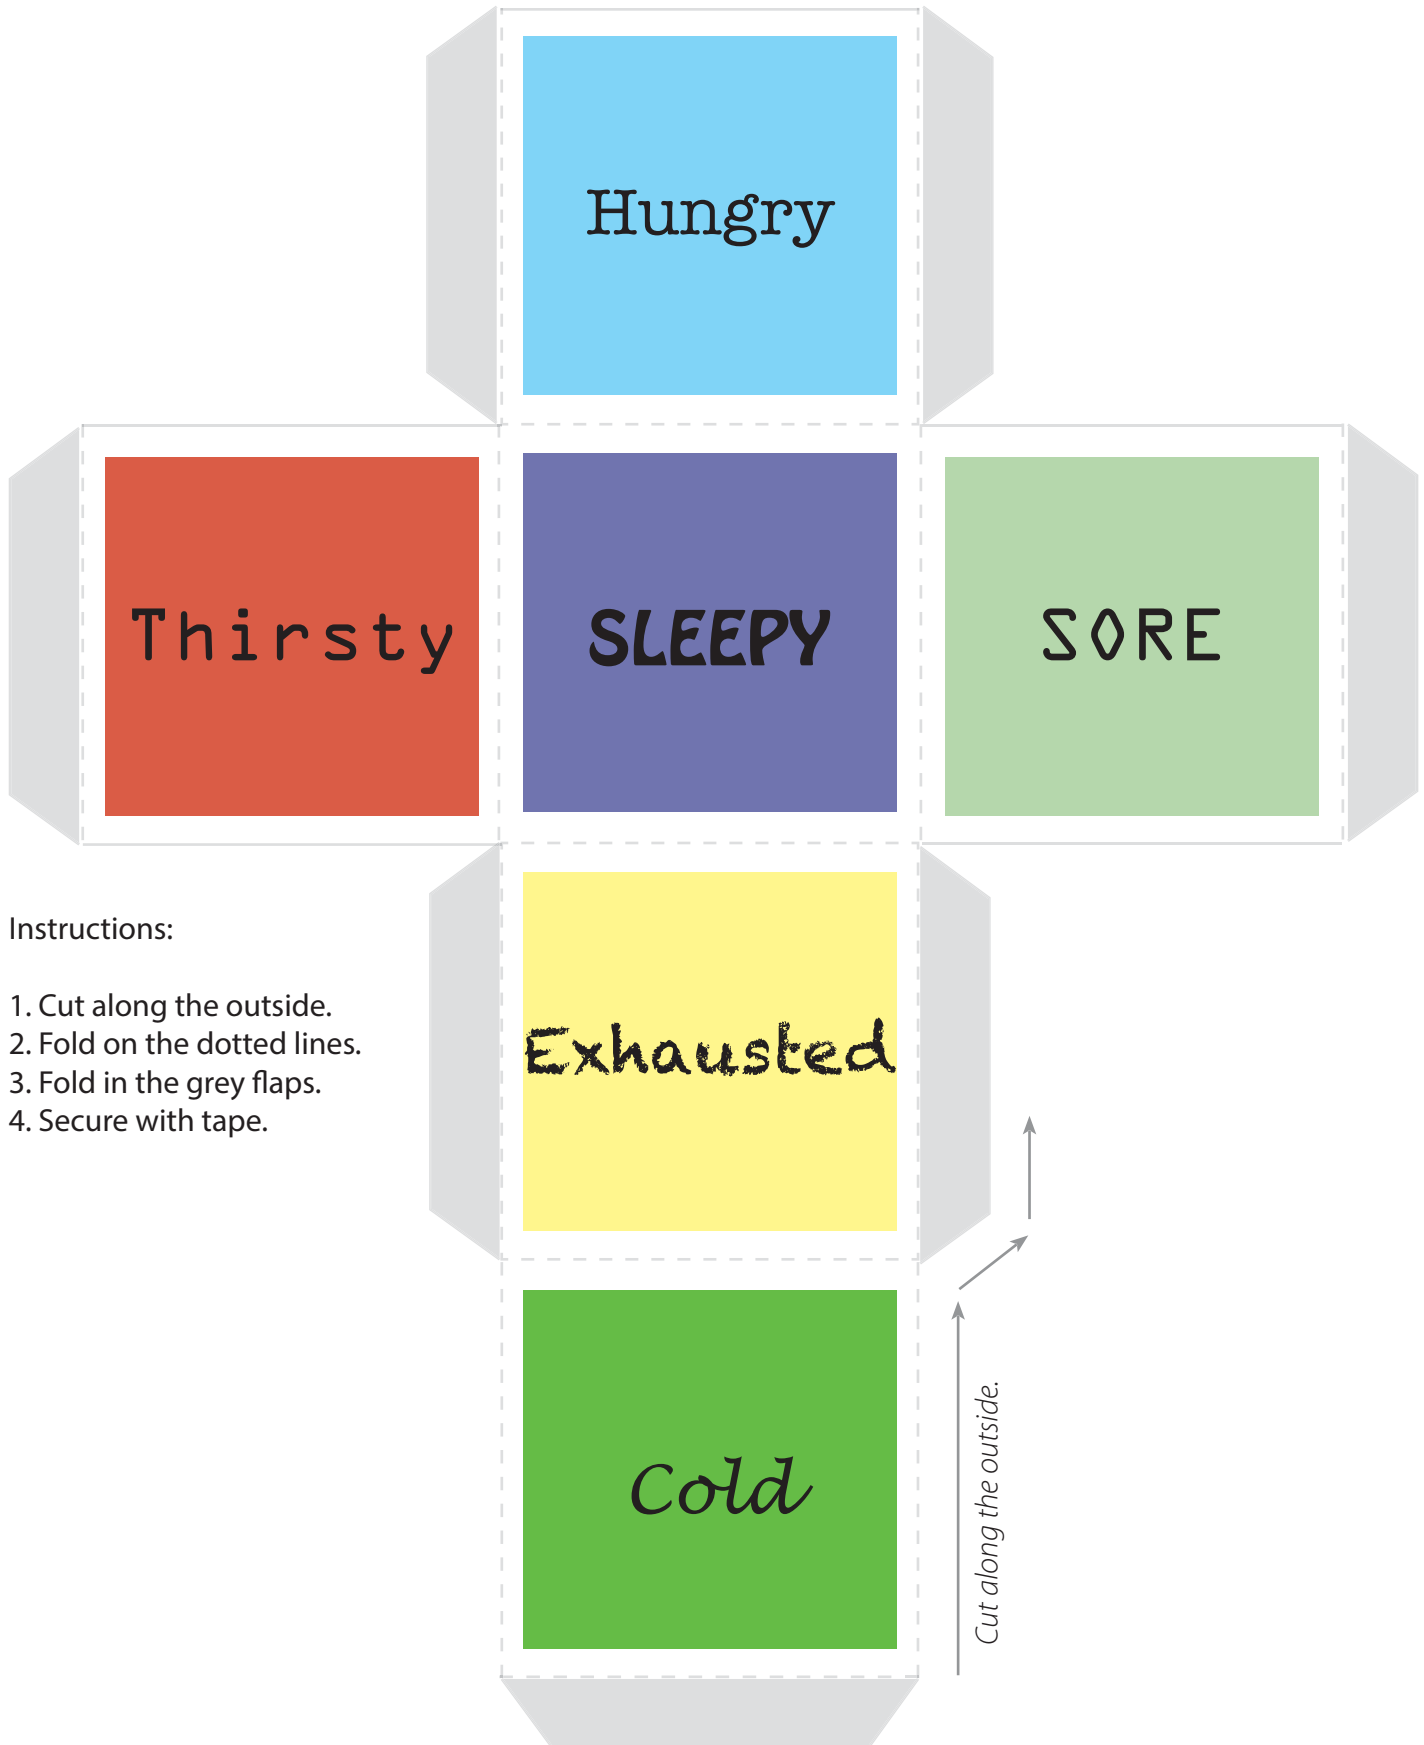 Hungry
Thirsty
SLEEPY
SORE
Instructions:
1. Cut along the outside.
2. Fold on the dotted lines.
3. Fold in the grey flaps.
4. Secure with tape.
Exhausted
Cold
Cut along the outside.